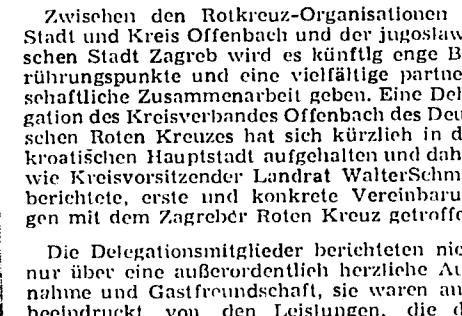 Zwischen den Rotkreuz-Organisationen
Stadt und Kreis Offenbach und der jugoslaw
schen Stadt Zagreb wird es künftig enge B
rührungspunkte und eine vielfältige partne
schaftliche Zusammenarbeit geben. Eine Del
gation des Kreisverbandes Offenbach des Deu
schen Roten Kreuzes hat sich kürzlich in d
kroatischen Hauptstadt aufgehalten und dah
wie Kreisvorsitzender Landrat Walter Schm
berichtete, erste und konkrete Vereinbaru
gen mit dem Zagreber Roten Kreuz getroffe
Die Delegationsmitglieder berichteten nic
nur über eine außerordentlich herzliche Au
nahme und Gastfreundschaft, sie waren an
beeindruckt von den Leistungen, die d